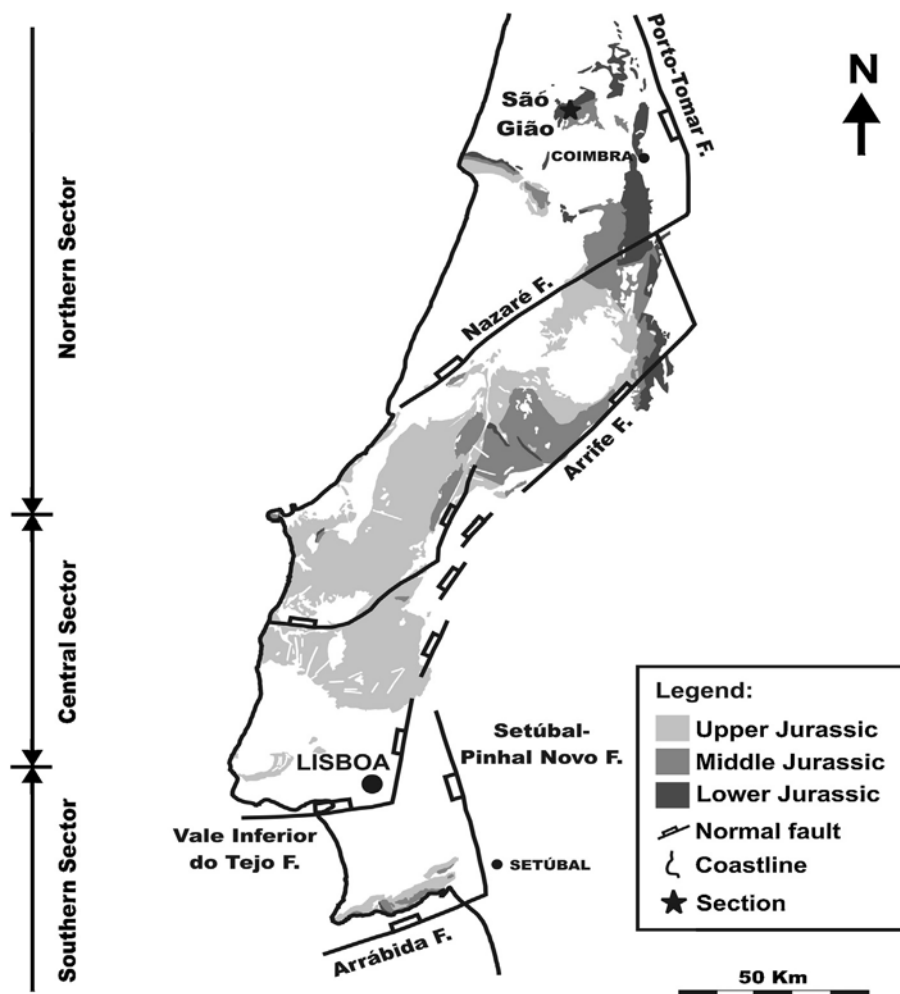 Porto-Tomar F.
N
Sãó
Gião
COIMBRA
Northern Sector
Nazaré F.
Arrife F.
Central Sector
Legend:
Upper Jurassic
Middle Jurassic
Lower Jurassic
Normal fault
Coastline
Section
Setúbal-
Pinhal Novo F.
LISBOA
Vale Inferior
do Tejo F.
SETÚBAL
Southern Sector
Arrábida F.
50 Km